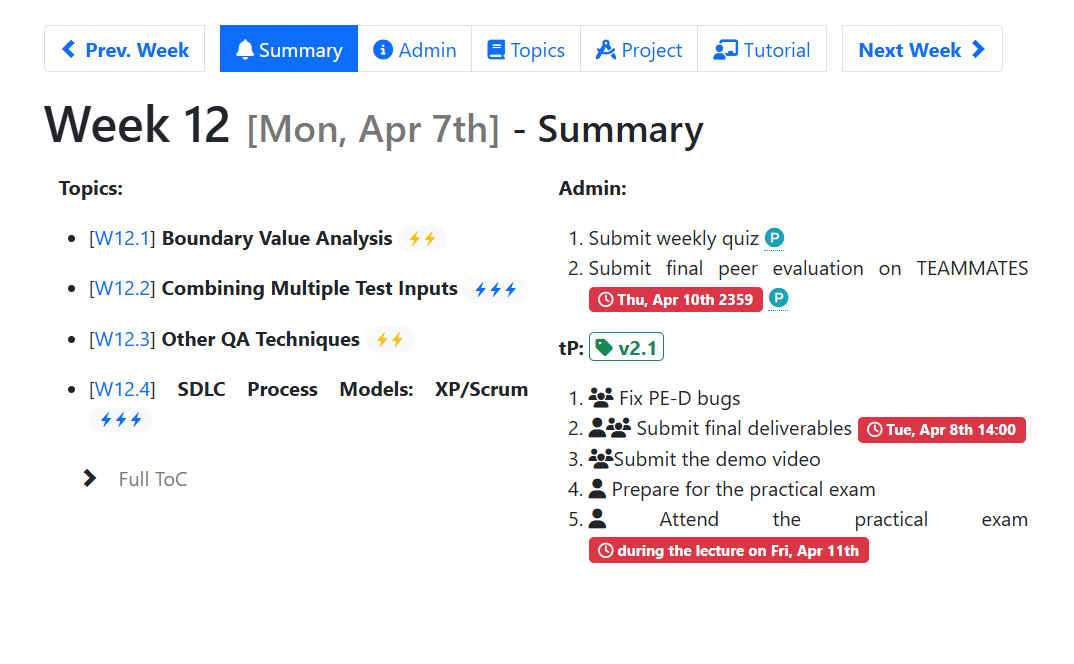 Prev. Week Summary Admin Topics Project Tutorial Next Week
Week 12 [Mon, Apr 7th] - Summary
Topics:
[W12.1] Boundary Value Analysis
[W12.2] Combining Multiple Test Inputs
[W12.3] Other QA Techniques
[W12.4] SDLC Process Models: XP/Scrum
Full ToC
Admin:
1. Submit weekly quiz P
2. Submit final peer evaluation on TEAMMATES
Thu, Apr 10th 2359 P
tP: v2.1
1. Fix PE-D bugs
2. Submit final deliverables Tue, Apr 8th 14:00
3. Submit the demo video
4. Prepare for the practical exam
5. Attend the practical exam
during the lecture on Fri, Apr 11th